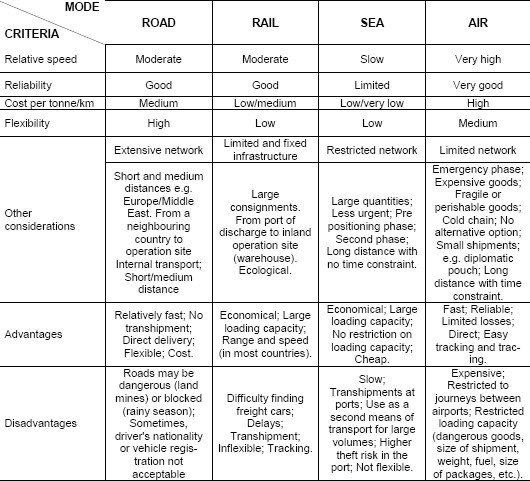 MODE
CRITERIA
ROAD
RAIL
SEA
AIR
Relative speed
Moderate
Moderate
Slow
Very high
Reliability
Good
Good
Limited
Very good
Cost per tonne/km
Medium
Low/medium
Low/very low
High
Flexibility
High
Low
Low
Medium
Other
considerations
Extensive network
Limited and fixed
infrastructure
Restricted network
Limited network
Short and medium
distances e.g.
Europe/Middle
East. From a
neighbouring
country to
operation site
Internal transport;
Short/medium
distance
Large
consignments.
From port of
discharge to inland
operation site
(warehouse).
Ecological.
Large quantities;
Less urgent; Pre
positioning phase;
Second phase;
Long distance with
no time constraint.
Emergency phase;
Expensive goods;
Fragile or
perishable goods;
Cold chain; No
alternative option;
Small shipments;
e.g. diplomatic
pouch; Long
distance with time
constraint.
Advantages
Relatively fast; No
transhipment;
Direct delivery;
Flexible; Cost.
Economical; Large
loading capacity;
Range and speed
(in most countries).
Economical; Large
loading capacity;
No restriction on
loading capacity;
Cheap.
Fast; Reliable;
Limited losses;
Direct; Easy
tracking and trac-
ing.
Disadvantages
Roads may be
dangerous (land
mines) or blocked
(rainy season);
Sometimes,
driver's nationality
or vehicle regis-
tration not
acceptable
Difficulty finding
freight cars;
Delays;
Transhipment;
Inflexible; Tracking.
Slow;
Transhipments at
ports; Use as a
second means of
transport for large
volumes; Higher
theft risk in the
port; Not flexible.
Expensive;
Restricted to
journeys between
airports; Restricted
loading capacity
(dangerous goods,
size of shipment,
weight, fuel, size
of packages, etc.).